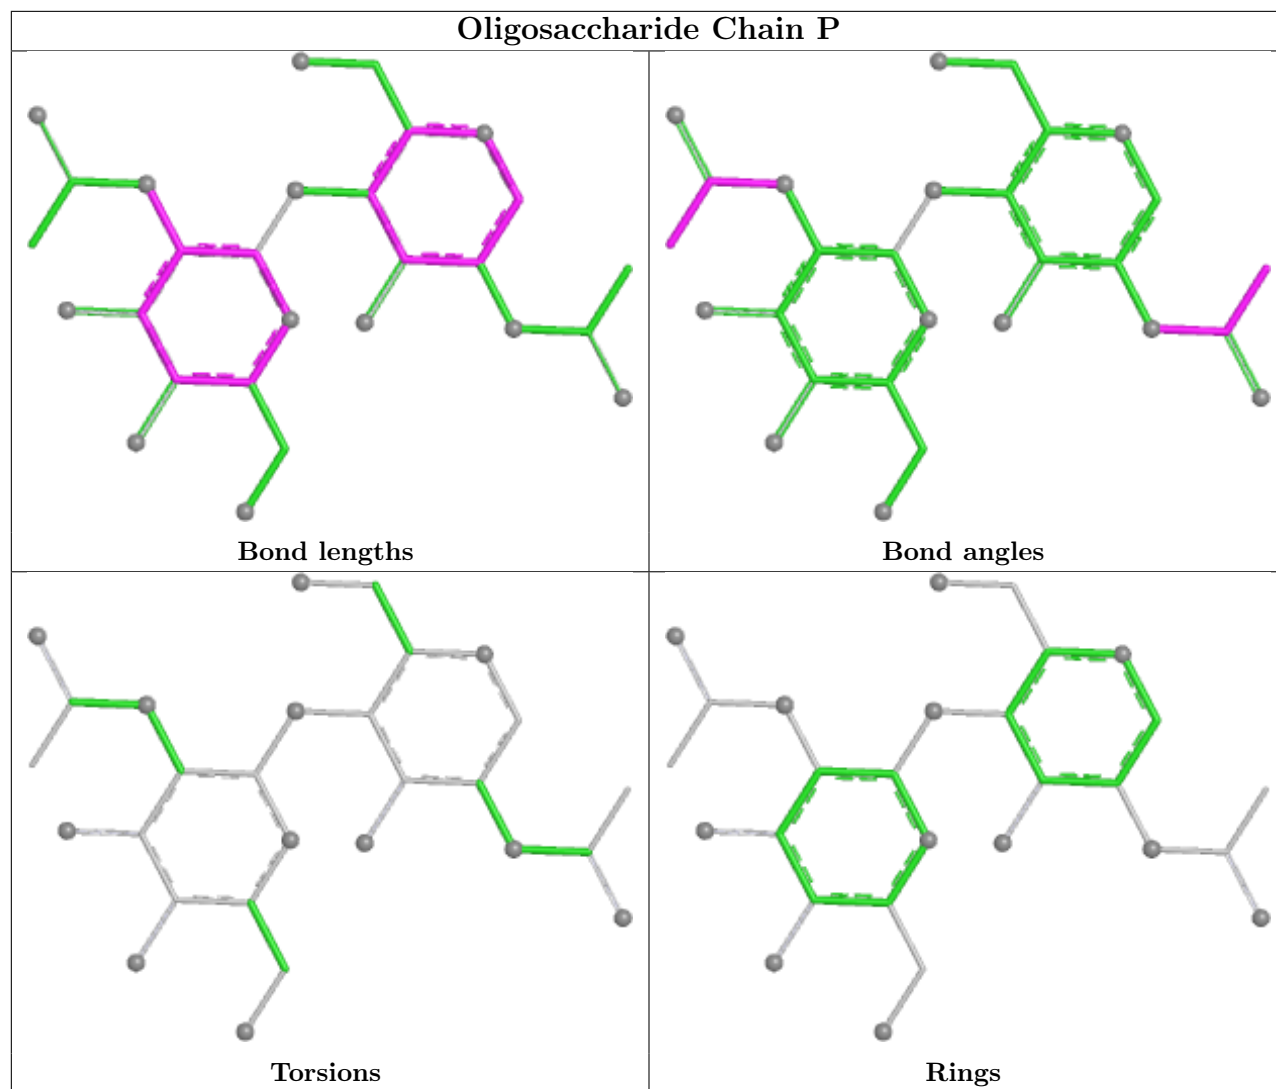 Oligosaccharide Chain P
Bond lengths
Bond angles
Torsions
Rings